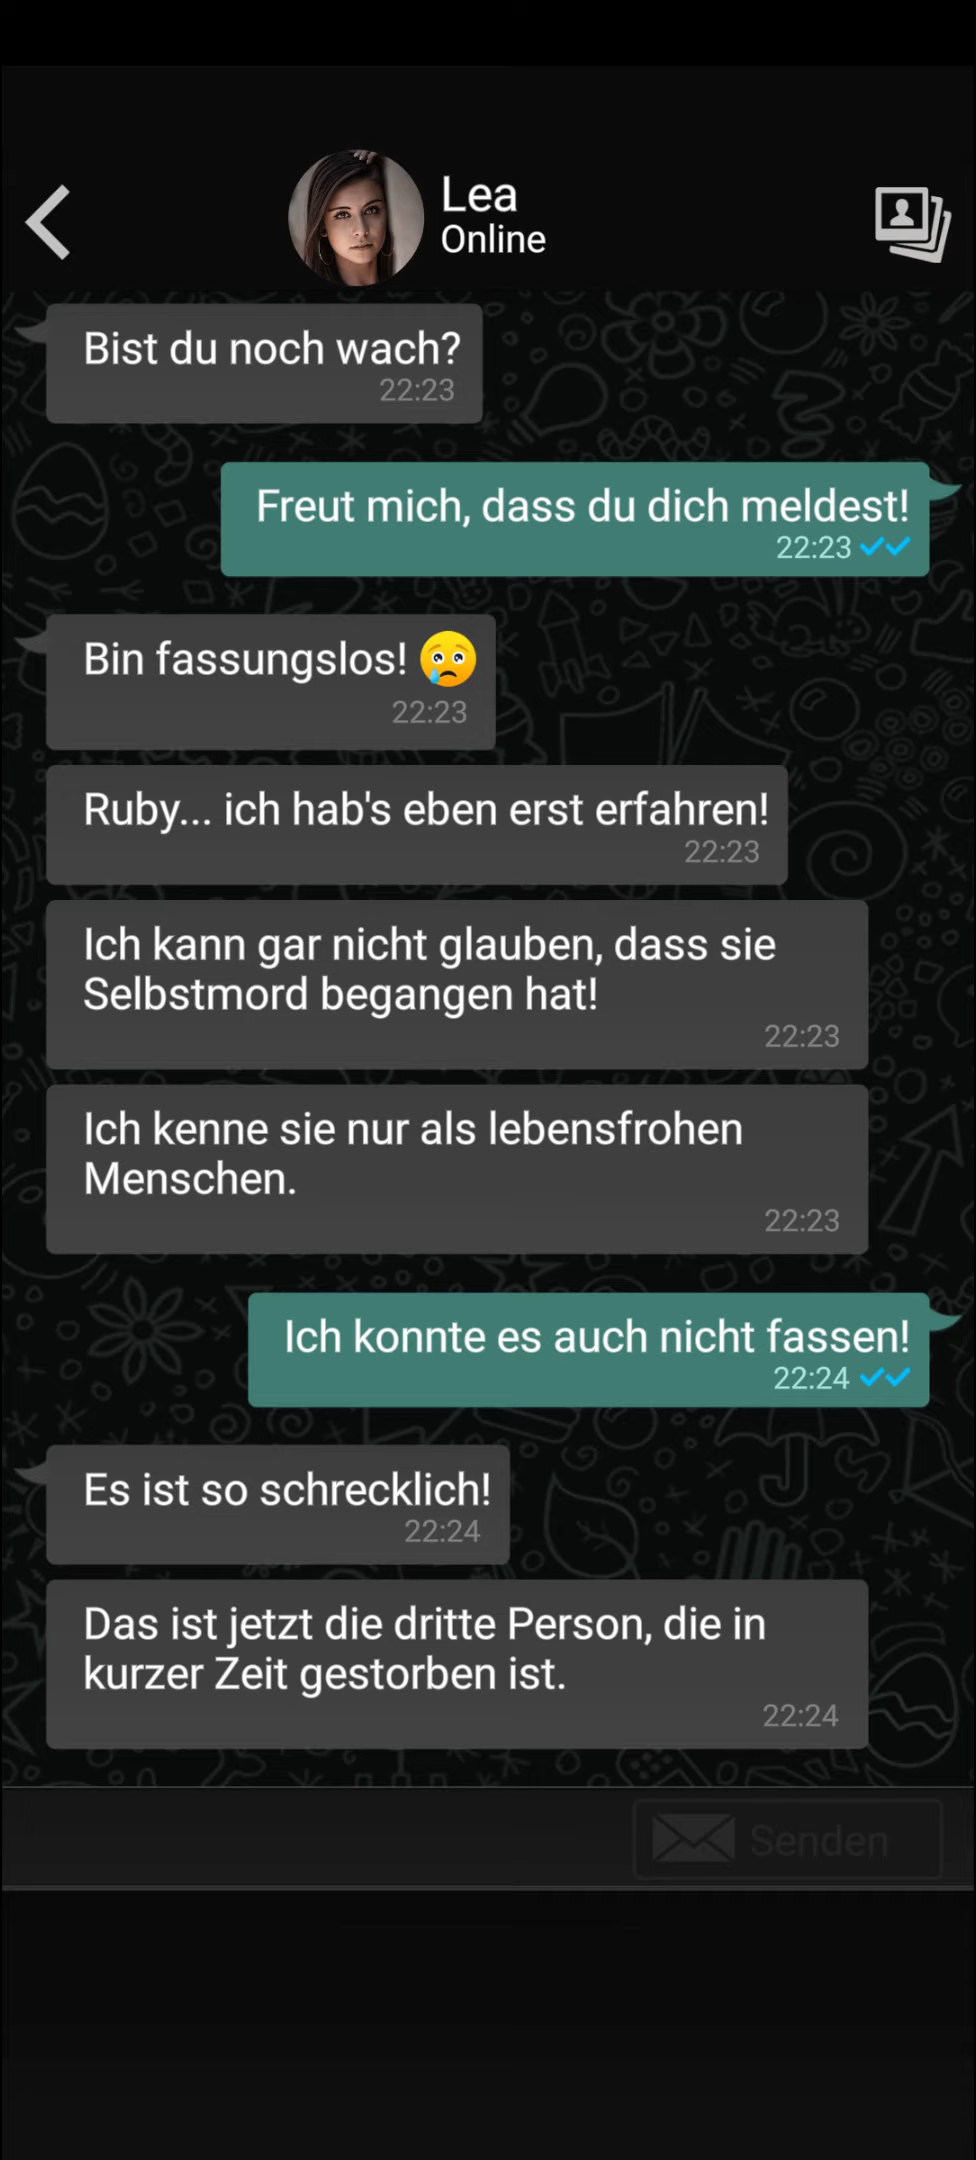 Lea
Online
Bist du noch wach?
22:23
Freut mich, dass du dich meldest!
22:23
Bin fassungslos! 😢
22:23
Ruby... ich hab's eben erst erfahren!
22:23
Ich kann gar nicht glauben, dass sie
Selbstmord begangen hat!
22:23
Ich kenne sie nur als lebensfrohen
Menschen.
22:23
Ich konnte es auch nicht fassen!
22:24
Es ist so schrecklich!
22:24
Das ist jetzt die dritte Person, die in
kurzer Zeit gestorben ist.
22:24
Senden